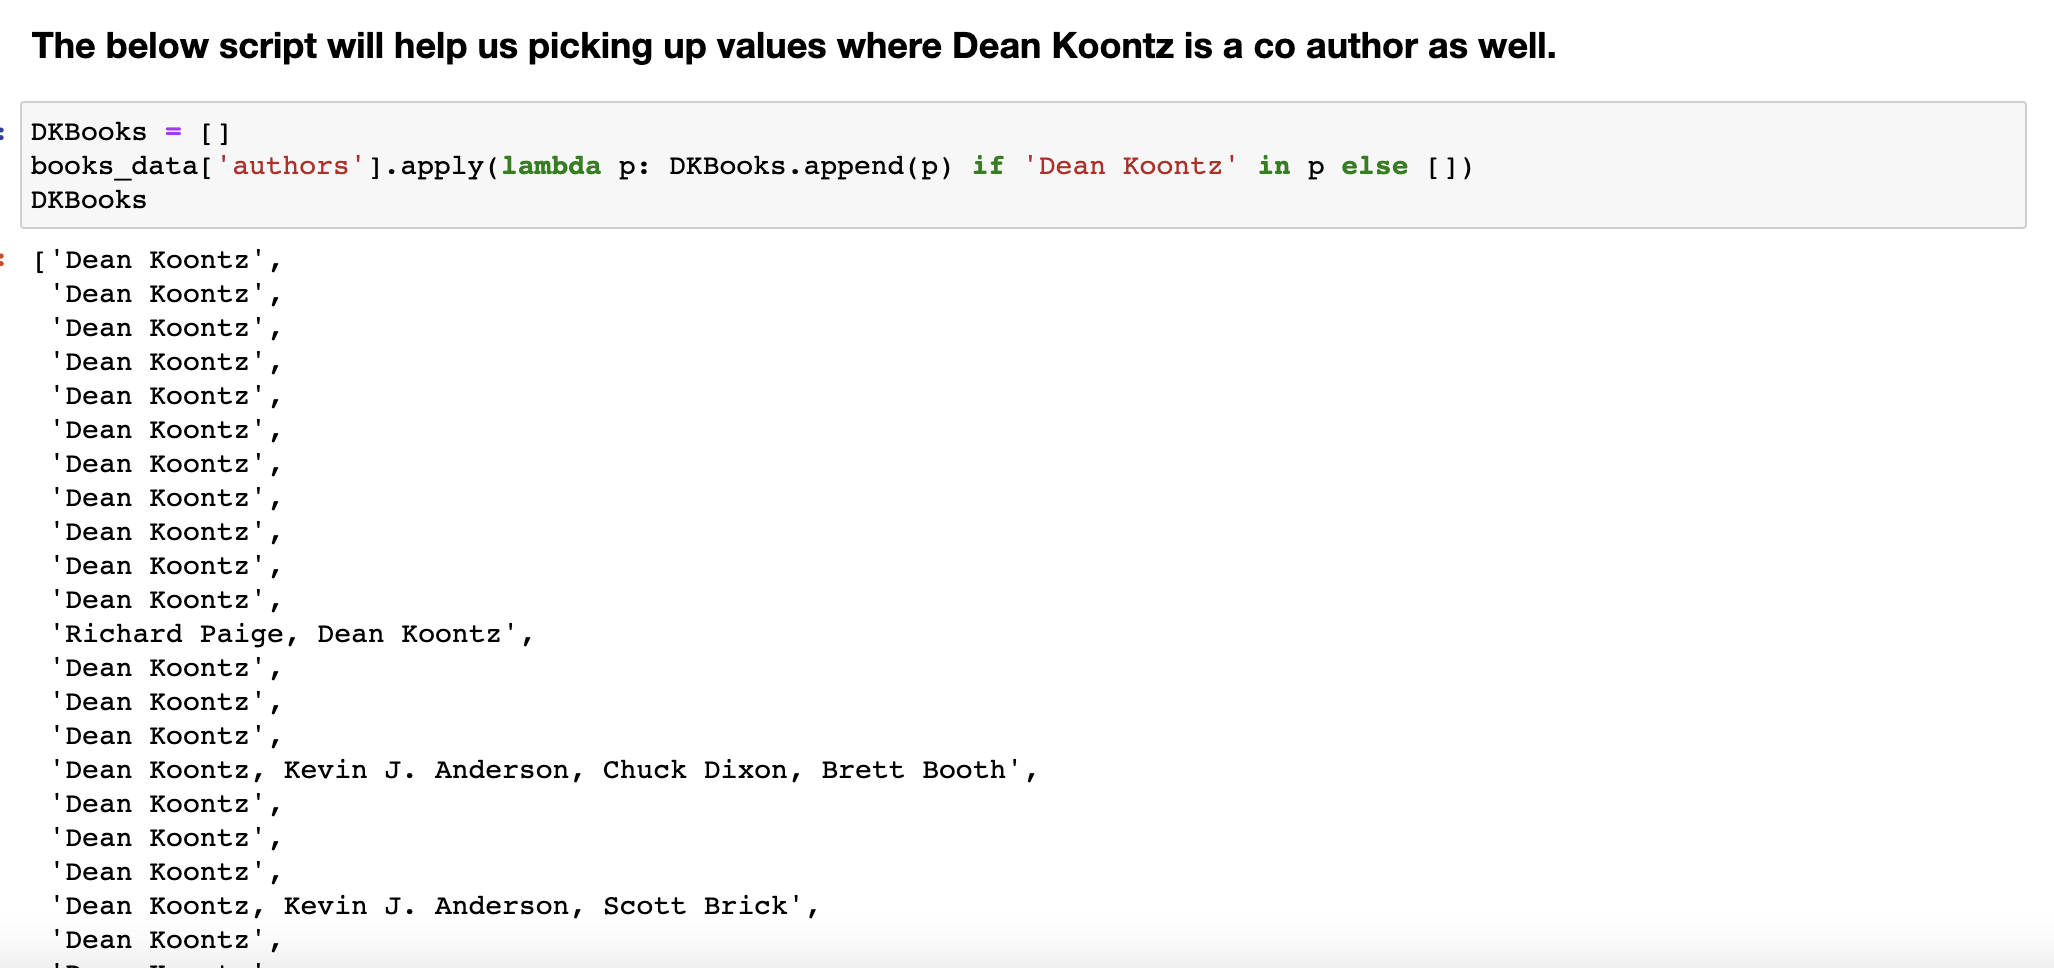 The below script will help us picking up values where Dean Koontz is a co author as well.
DKBooks = []
books_data['authors'].apply(lambda p: DKBooks.append(p) if 'Dean Koontz' in p else [])
DKBooks
['Dean Koontz',
'Dean Koontz',
'Dean Koontz',
'Dean Koontz',
'Dean Koontz',
'Dean Koontz',
'Dean Koontz',
'Dean Koontz',
'Dean Koontz',
'Dean Koontz',
'Dean Koontz',
'Richard Paige, Dean Koontz',
'Dean Koontz',
'Dean Koontz',
'Dean Koontz',
'Dean Koontz, Kevin J. Anderson, Chuck Dixon, Brett Booth',
'Dean Koontz',
'Dean Koontz',
'Dean Koontz',
'Dean Koontz, Kevin J. Anderson, Scott Brick',
'Dean Koontz',